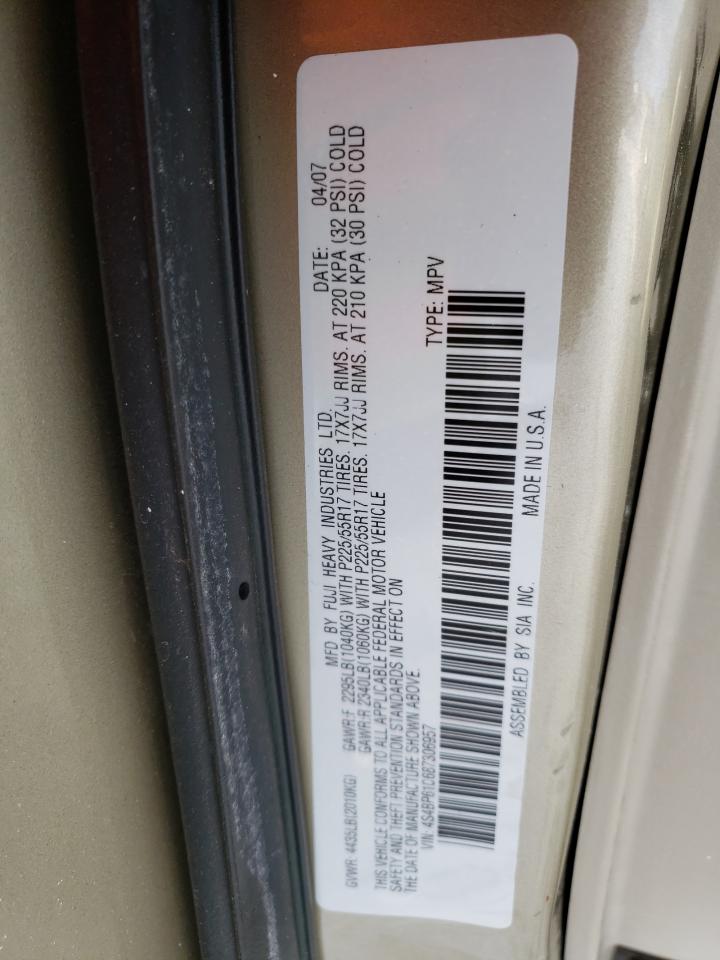 MFD BY FUJI HEAVY INDUSTRIES LTD. DATE: 04/07
GVWR: 4435LB(2010KG) GAWR:F 2295LB(1040KG) WITH P225/55R17 TIRES. 17X7JJ RIMS. AT 220 KPA (32 PSI) COLD
GAWR:R 2340LB(1060KG) WITH P225/55R17 TIRES. 17X7JJ RIMS. AT 210 KPA (30 PSI) COLD
THIS VEHICLE CONFORMS TO ALL APPLICABLE FEDERAL MOTOR VEHICLE
SAFETY AND THEFT PREVENTION STANDARDS IN EFFECT ON
THE DATE OF MANUFACTURE SHOWN ABOVE.
VIN: 4S4BP61C687306957 TYPE: MPV
ASSEMBLED BY SIA INC. MADE IN U.S.A.